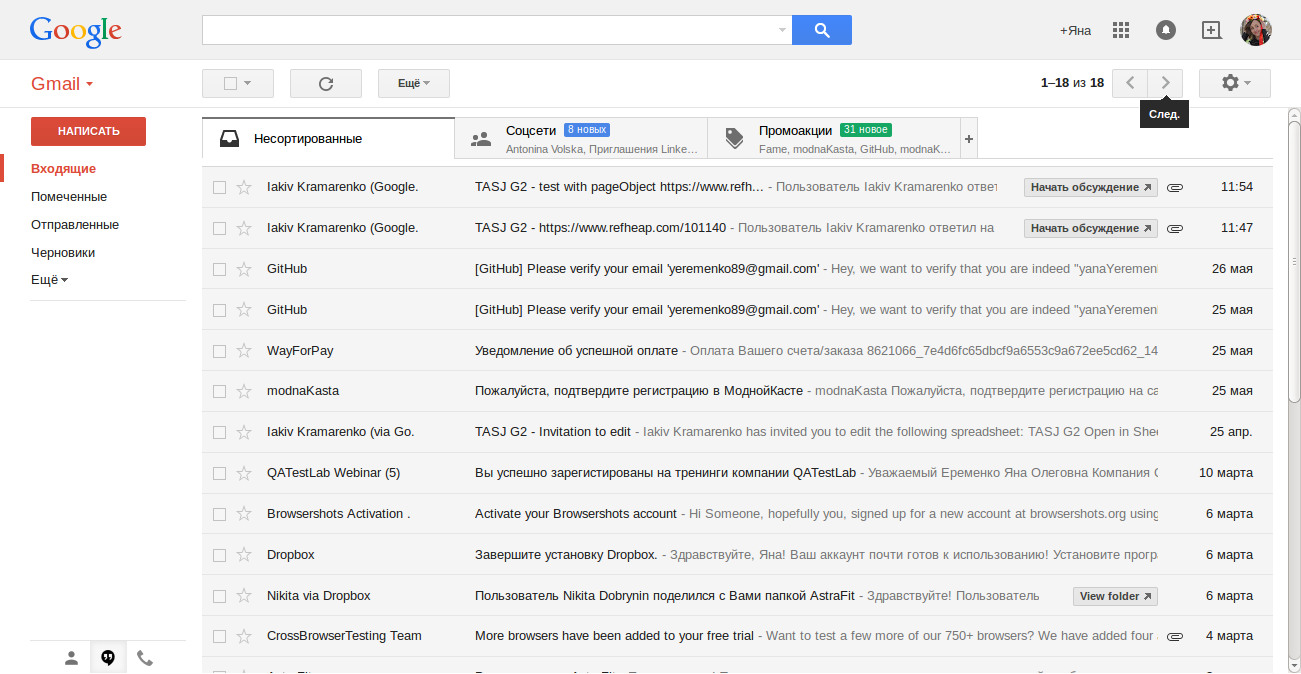 Google
+Яна
Gmail
Ещё
1–18 из 18
След.
НАПИСАТЬ
Входящие
Помеченные
Отправленные
Черновики
Ещё
Несортированные
Соцсети 8 новых
Antonina Volska, Приглашения Linke…
Промоакции 31 новое
Fame, modnaKasta, GitHub, modnaK…
+
Iakiv Kramarenko (Google. TASJ G2 - test with pageObject https://www.refh… - Пользователь Iakiv Kramarenko ответ Начать обсуждение 11:54
Iakiv Kramarenko (Google. TASJ G2 - https://www.refheap.com/101140 - Пользователь Iakiv Kramarenko ответил на Начать обсуждение 11:47
GitHub [GitHub] Please verify your email 'yeremenko89@gmail.com' - Hey, we want to verify that you are indeed "yanaYeremen 26 мая
GitHub [GitHub] Please verify your email 'yeremenko89@gmail.com' - Hey, we want to verify that you are indeed "yanaYeremen 25 мая
WayForPay Уведомление об успешной оплате - Оплата Вашего счета/заказа 8621066_7e4d6fc65dbcf9a6553c9a672ee5cd62_14 25 мая
modnaKasta Пожалуйста, подтвердите регистрацию в МоднойКасте - modnaKasta Пожалуйста, подтвердите регистрацию на са 25 мая
Iakiv Kramarenko (via Go. TASJ G2 - Invitation to edit - Iakiv Kramarenko has invited you to edit the following spreadsheet: TASJ G2 Open in Shee 25 апр.
QATestLab Webinar (5) Вы успешно зарегистированы на тренинги компании QATestLab - Уважаемый Еременко Яна Олеговна Компания 10 марта
Browsershots Activation . Activate your Browsershots account - Hi Someone, hopefully you, signed up for a new account at browsershots.org using 6 марта
Dropbox Завершите установку Dropbox. - Здравствуйте, Яна! Ваш аккаунт почти готов к использованию! Установите прогр 6 марта
Nikita via Dropbox Пользователь Nikita Dobrynin поделился с Вами папкой AstraFit - Здравствуйте! Пользователь View folder 6 марта
CrossBrowserTesting Team More browsers have been added to your free trial - Want to test a few more of our 750+ browsers? We have added four 4 марта